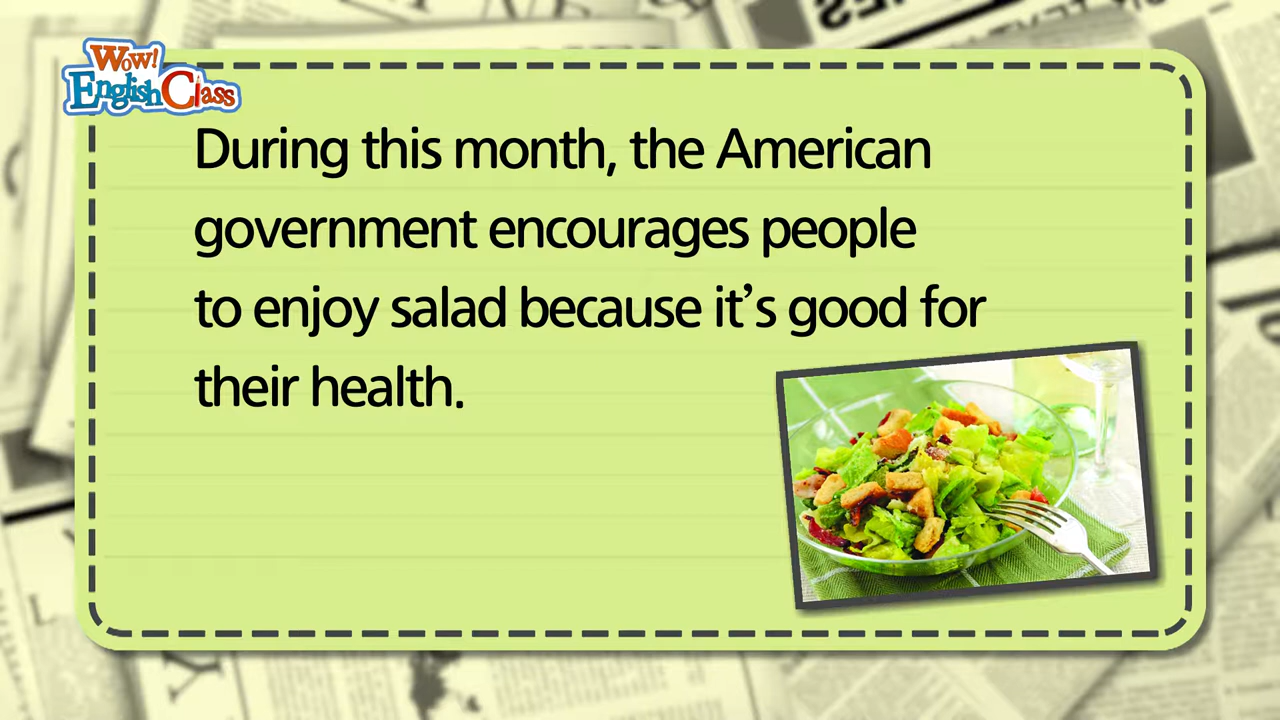 Wow!
English Class
During this month, the American
government encourages people
to enjoy salad because it’s good for
their health.